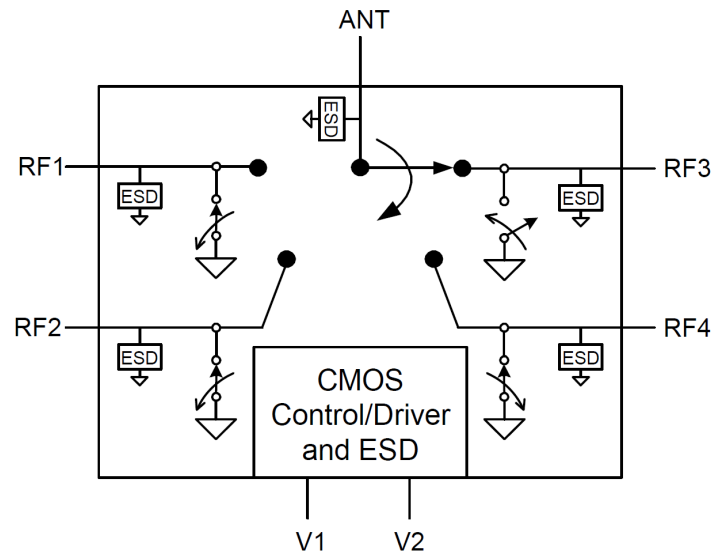 ANT
ESD
RF1
RF3
ESD
ESD
RF2
RF4
ESD
ESD
CMOS
Control/Driver
and ESD
V1
V2